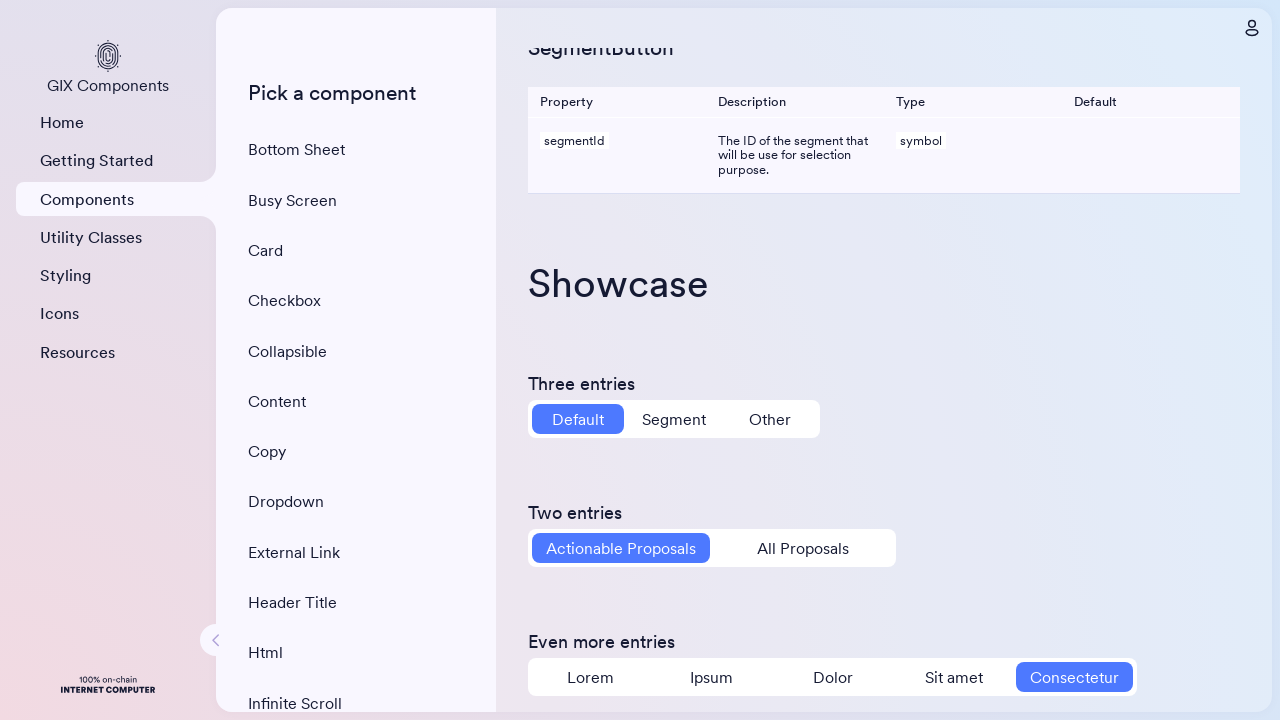 GIX Components
Home
Getting Started
Components
Utility Classes
Styling
Icons
Resources
100% on-chain
INTERNET COMPUTER
Pick a component
Bottom Sheet
Busy Screen
Card
Checkbox
Collapsible
Content
Copy
Dropdown
External Link
Header Title
Html
Infinite Scroll
SegmentButton
Property Description Type Default
segmentId The ID of the segment that symbol
will be use for selection
purpose.
Showcase
Three entries
Default Segment Other
Two entries
Actionable Proposals All Proposals
Even more entries
Lorem Ipsum Dolor Sit amet Consectetur